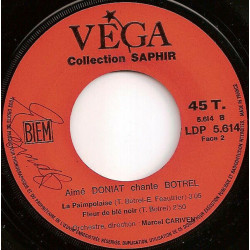 VEGA
Collection SAPHIR
45 T.
5.614 B
LDP 5.614
Face 2
BIEM
Aimé DONIAT chante BOTREL
La Paimpolaise (T. Botrel-E. Feautrier) 3'05
Fleur de blé noir (T. Botrel) 2'50
Orchestre, direction : Marcel CARIVEN